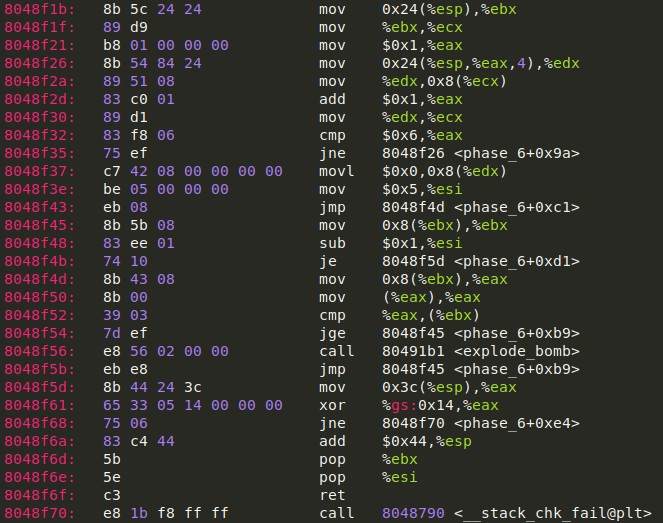 8048f1b: 8b 5c 24 24 mov 0x24(%esp),%ebx
8048f1f: 89 d9 mov %ebx,%ecx
8048f21: b8 01 00 00 00 mov $0x1,%eax
8048f26: 8b 54 84 24 mov 0x24(%esp,%eax,4),%edx
8048f2a: 89 51 08 mov %edx,0x8(%ecx)
8048f2d: 83 c0 01 add $0x1,%eax
8048f30: 89 d1 mov %edx,%ecx
8048f32: 83 f8 06 cmp $0x6,%eax
8048f35: 75 ef jne 8048f26 <phase_6+0x9a>
8048f37: c7 42 08 00 00 00 00 movl $0x0,0x8(%edx)
8048f3e: be 05 00 00 00 mov $0x5,%esi
8048f43: eb 08 jmp 8048f4d <phase_6+0xc1>
8048f45: 8b 5b 08 mov 0x8(%ebx),%ebx
8048f48: 83 ee 01 sub $0x1,%esi
8048f4b: 74 10 je 8048f5d <phase_6+0xd1>
8048f4d: 8b 43 08 mov 0x8(%ebx),%eax
8048f50: 8b 00 mov (%eax),%eax
8048f52: 39 03 cmp %eax,(%ebx)
8048f54: 7d ef jge 8048f45 <phase_6+0xb9>
8048f56: e8 56 02 00 00 call 80491b1 <explode_bomb>
8048f5b: eb e8 jmp 8048f45 <phase_6+0xb9>
8048f5d: 8b 44 24 3c mov 0x3c(%esp),%eax
8048f61: 65 33 05 14 00 00 00 xor %gs:0x14,%eax
8048f68: 75 06 jne 8048f70 <phase_6+0xe4>
8048f6a: 83 c4 44 add $0x44,%esp
8048f6d: 5b pop %ebx
8048f6e: 5e pop %esi
8048f6f: c3 ret
8048f70: e8 1b f8 ff ff call 8048790 <__stack_chk_fail@plt>